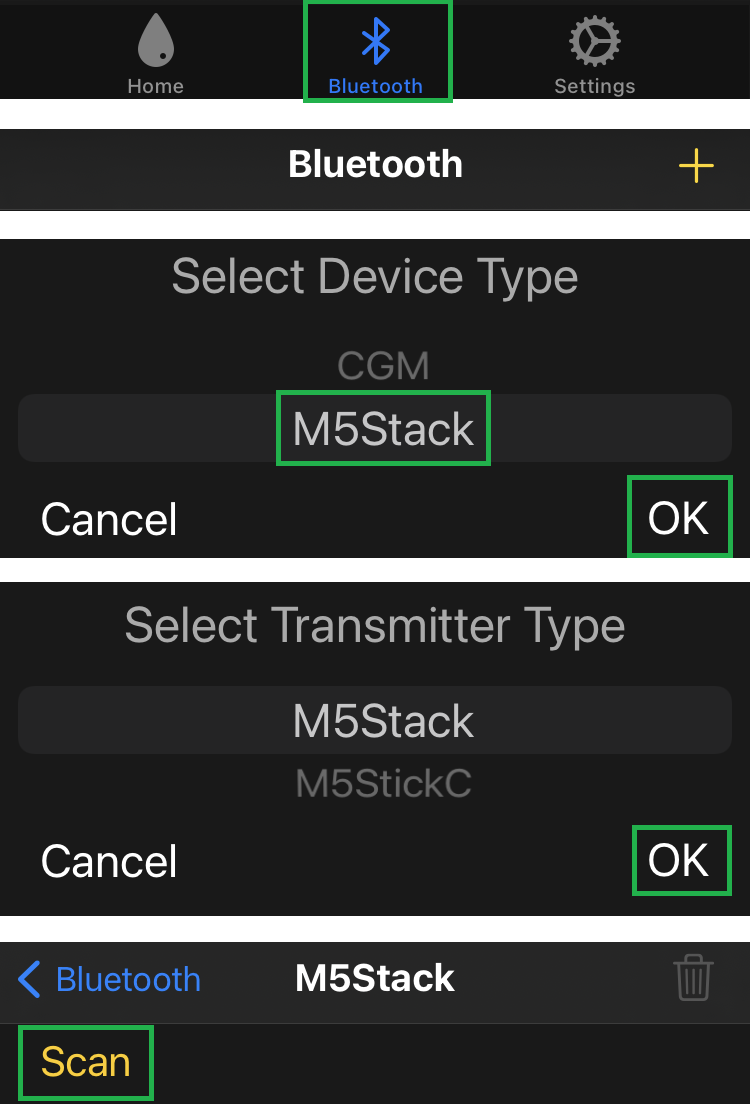 Home Bluetooth Settings
Bluetooth +
Select Device Type
CGM
M5Stack
Cancel OK
Select Transmitter Type
M5Stack
M5StickC
Cancel OK
Bluetooth M5Stack
Scan